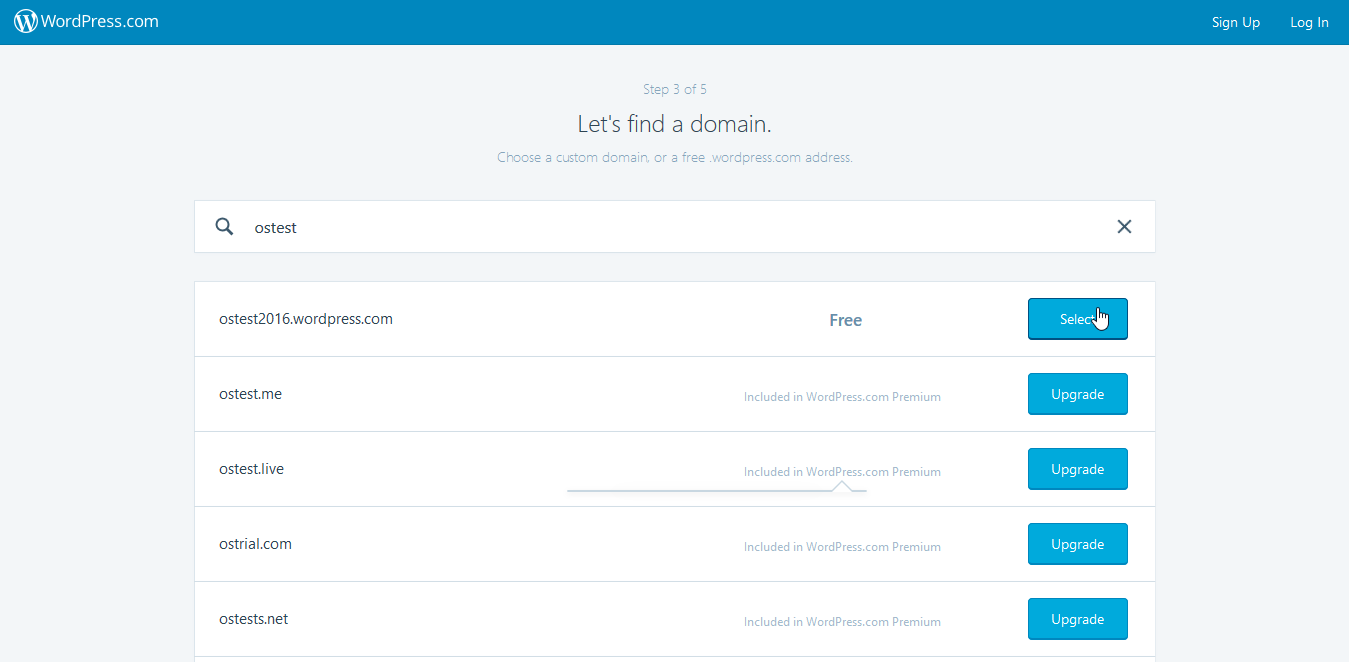 WordPress.com Sign Up Log In
Step 3 of 5
Let's find a domain.
Choose a custom domain, or a free .wordpress.com address.
ostest
ostest2016.wordpress.com Free Select
ostest.me Included in WordPress.com Premium Upgrade
ostest.live Included in WordPress.com Premium Upgrade
ostrial.com Included in WordPress.com Premium Upgrade
ostests.net Included in WordPress.com Premium Upgrade